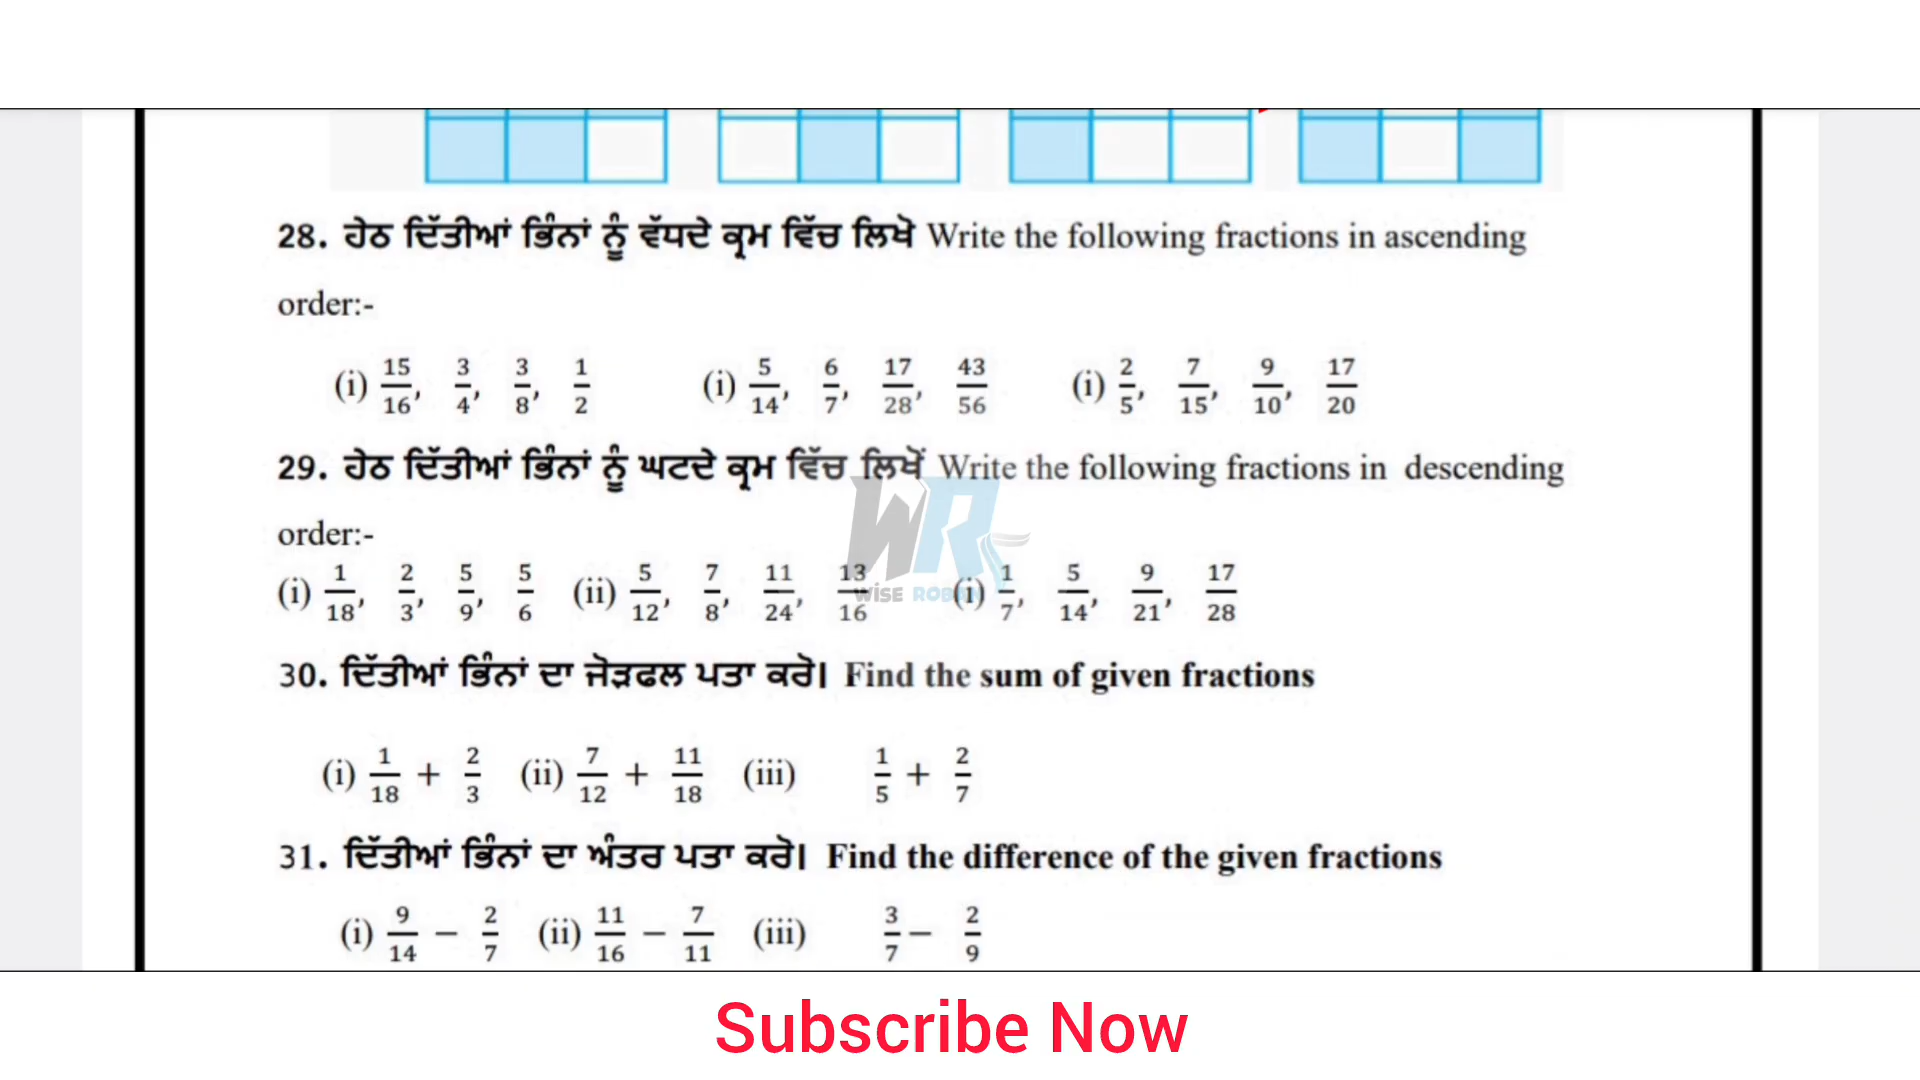 28. ਹੇਠ ਦਿੱਤੀਆਂ ਭਿੰਨਾਂ ਨੂੰ ਵੱਧਦੇ ਕ੍ਰਮ ਵਿੱਚ ਲਿਖੋ Write the following fractions in ascending
order:-
(i) 15/16, 3/4, 3/8, 1/2 (i) 5/14, 6/7, 17/28, 43/56 (i) 2/5, 7/15, 9/10, 17/20
29. ਹੇਠ ਦਿੱਤੀਆਂ ਭਿੰਨਾਂ ਨੂੰ ਘਟਦੇ ਕ੍ਰਮ ਵਿੱਚ ਲਿਖੋਂ Write the following fractions in descending
order:-
(i) 1/18, 2/3, 5/9, 5/6 (ii) 5/12, 7/8, 11/24, 13/16 (i) 1/7, 5/14, 9/21, 17/28
WR
WiSE
30. ਦਿੱਤੀਆਂ ਭਿੰਨਾਂ ਦਾ ਜੋੜਫਲ ਪਤਾ ਕਰੋ। Find the sum of given fractions
(i) 1/18 + 2/3 (ii) 7/12 + 11/18 (iii) 1/5 + 2/7
31. ਦਿੱਤੀਆਂ ਭਿੰਨਾਂ ਦਾ ਅੰਤਰ ਪਤਾ ਕਰੋ। Find the difference of the given fractions
(i) 9/14 − 2/7 (ii) 11/16 − 7/11 (iii) 3/7 − 2/9
Subscribe Now